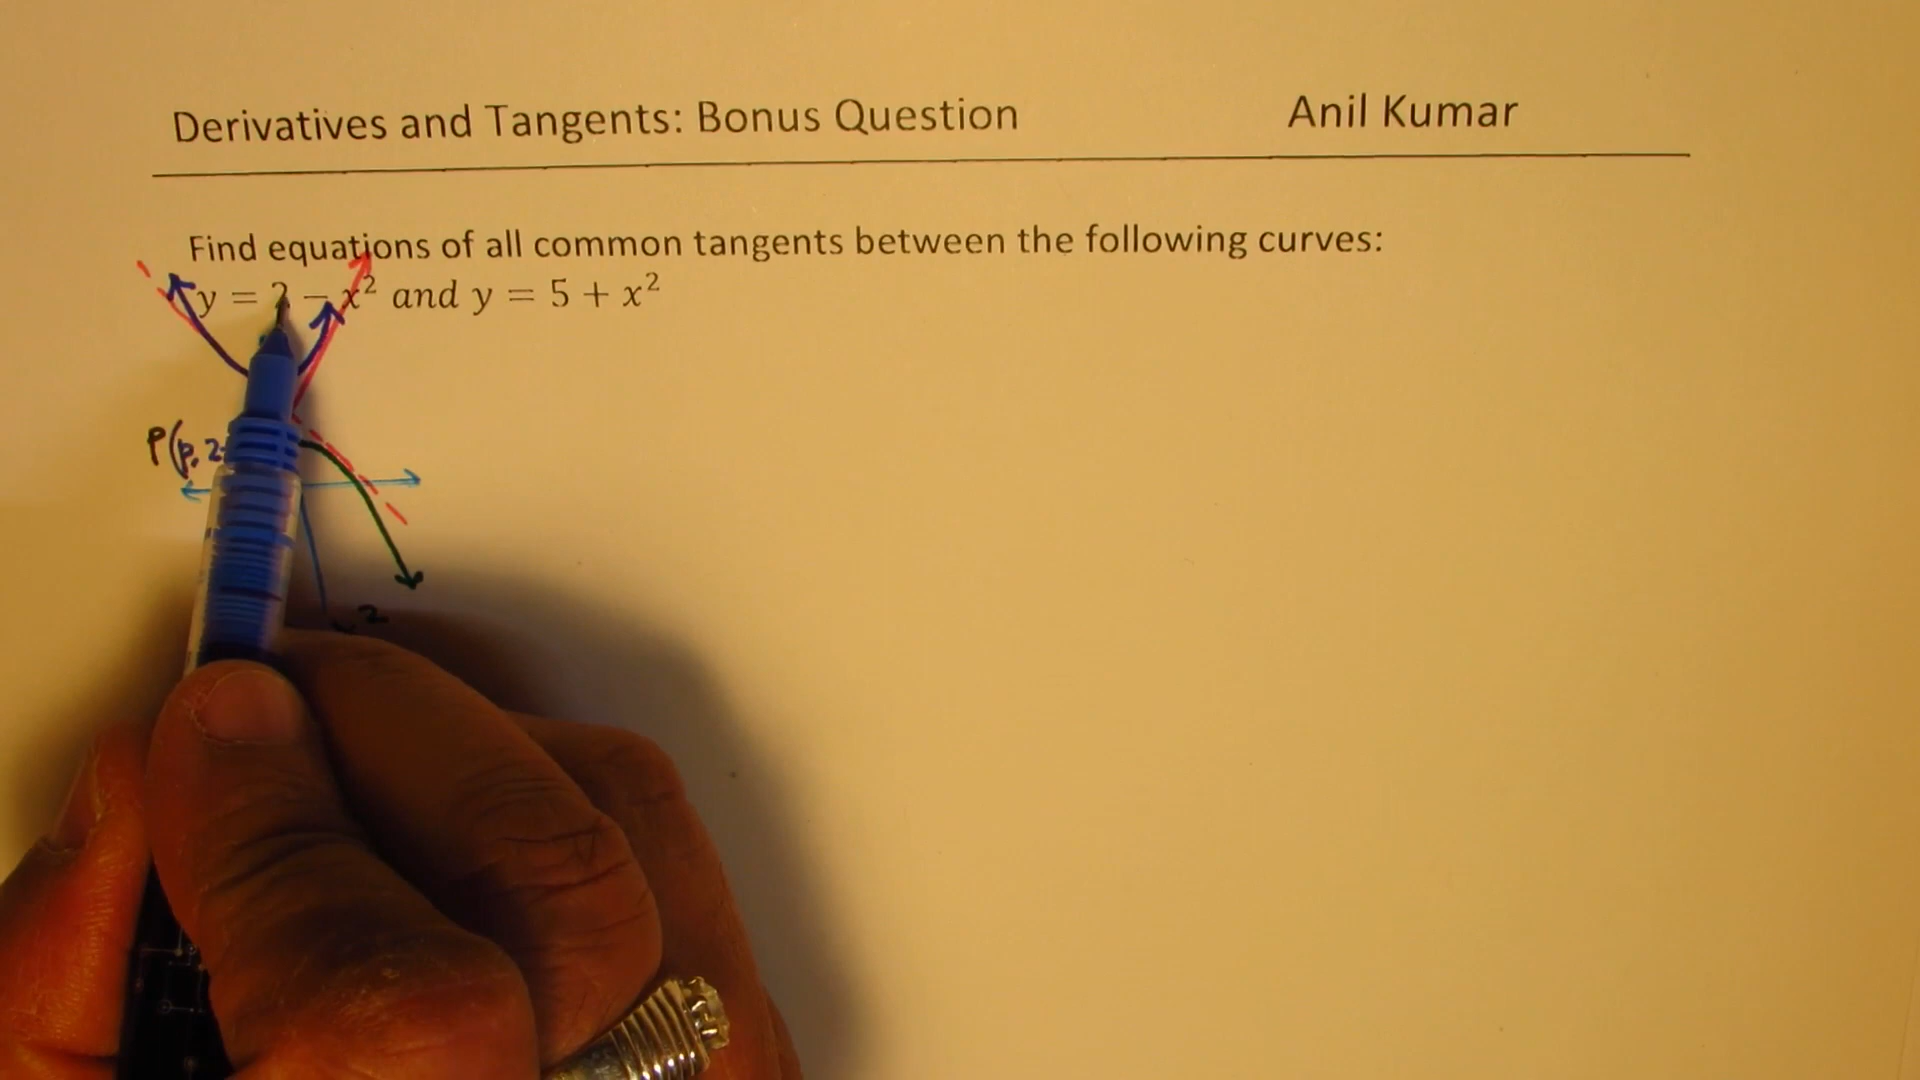 Derivatives and Tangents: Bonus Question Anil Kumar
Find equations of all common tangents between the following curves:
y = 2 − x² and y = 5 + x²
P(p, 2-